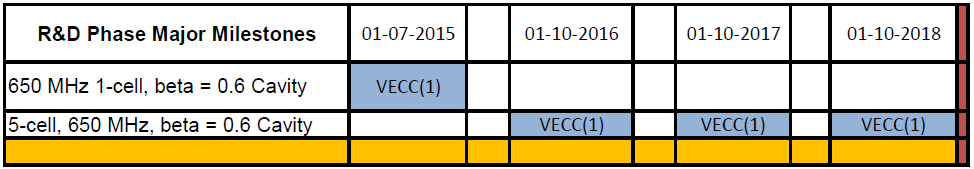 R&D Phase Major Milestones 01-07-2015 01-10-2016 01-10-2017 01-10-2018
650 MHz 1-cell, beta = 0.6 Cavity VECC(1)
5-cell, 650 MHz, beta = 0.6 Cavity VECC(1) VECC(1) VECC(1)